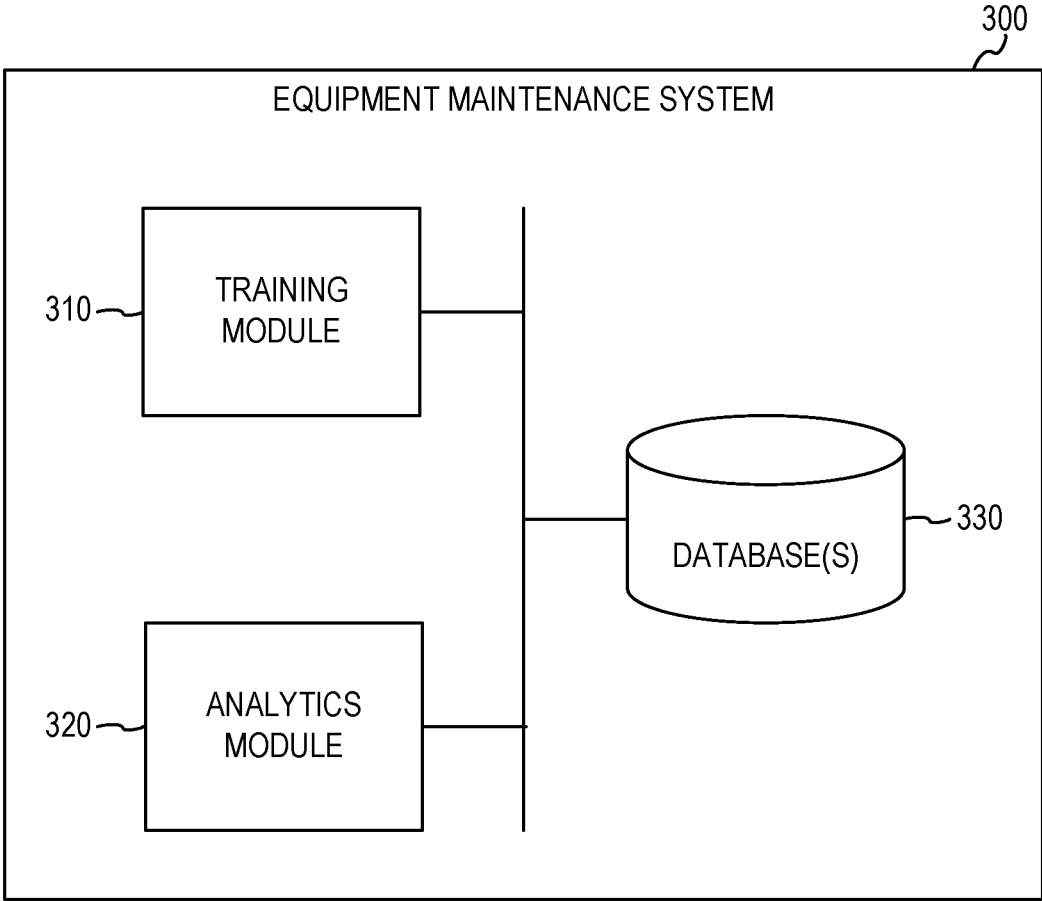 300
EQUIPMENT MAINTENANCE SYSTEM
TRAINING
MODULE
310
DATABASE(S)
330
ANALYTICS
MODULE
320